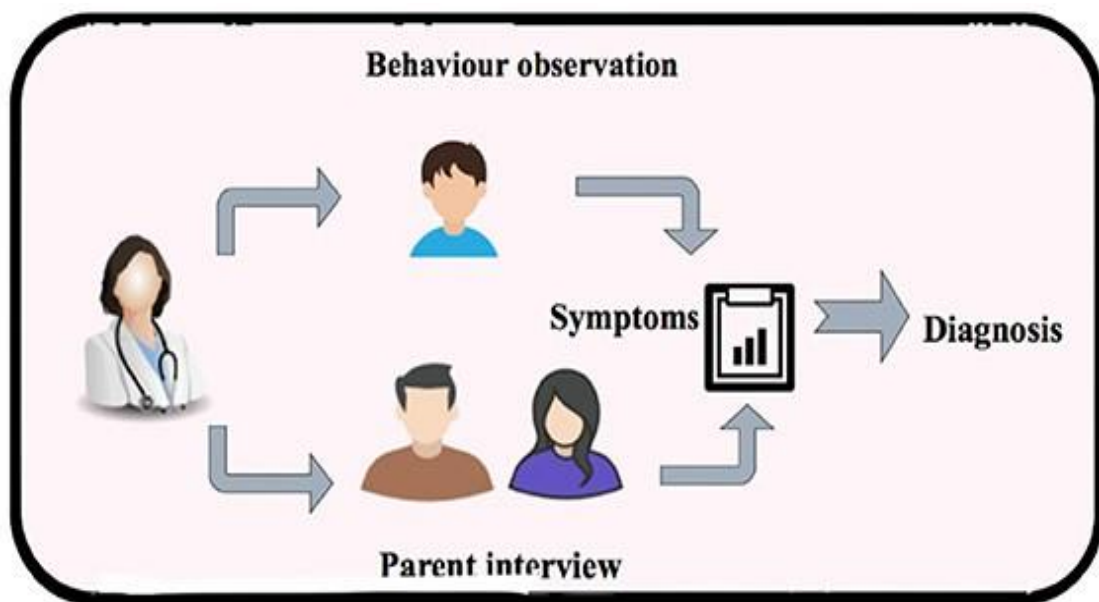 Behaviour observation
Symptoms
Diagnosis
Parent interview